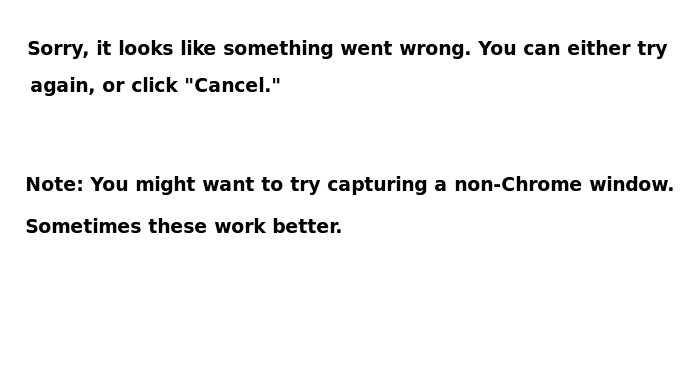 Sorry, it looks like something went wrong. You can either try
again, or click "Cancel."
Note: You might want to try capturing a non-Chrome window.
Sometimes these work better.